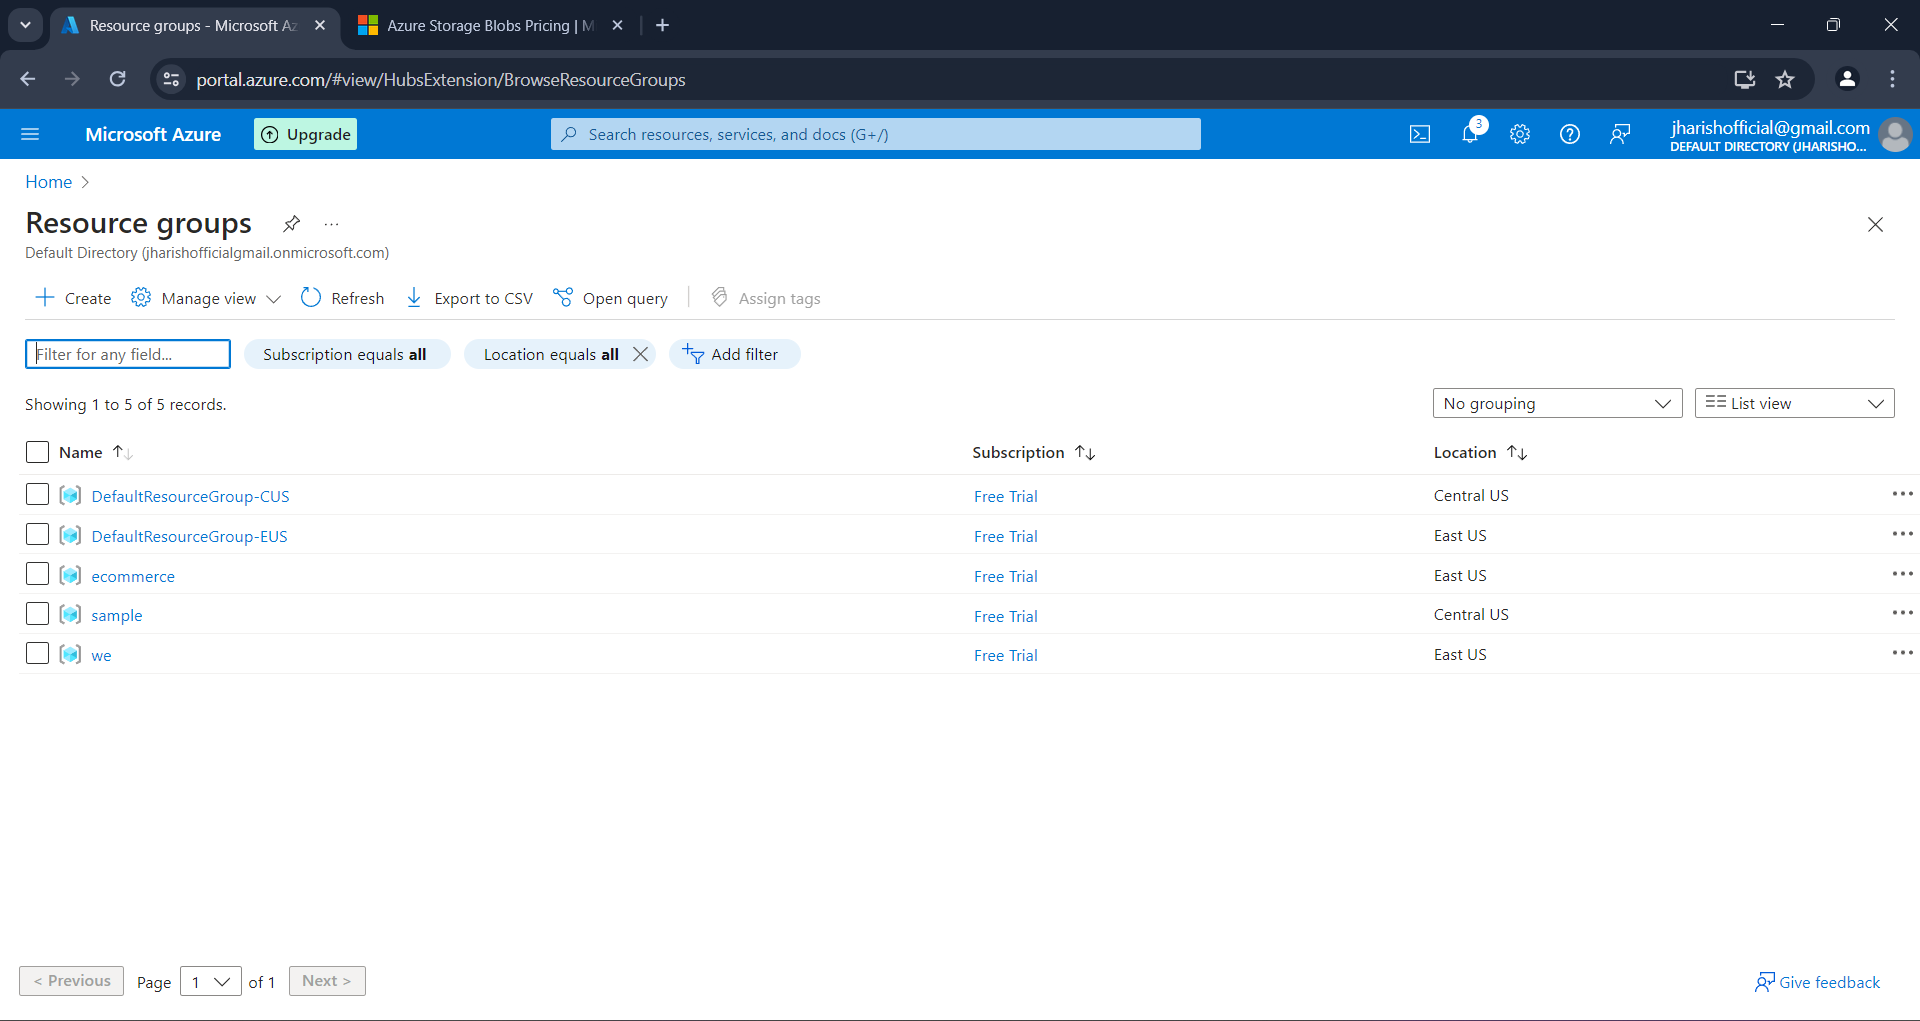 Resource groups - Microsoft Az
Azure Storage Blobs Pricing | M
portal.azure.com/#view/HubsExtension/BrowseResourceGroups
Microsoft Azure
Upgrade
Search resources, services, and docs (G+/)
3
jharishofficial@gmail.com
DEFAULT DIRECTORY (JHARISHO...
Home
Resource groups
...
Default Directory (jharishofficialgmail.onmicrosoft.com)
Create
Manage view
Refresh
Export to CSV
Open query
Assign tags
Filter for any field...
Subscription equals all
Location equals all
Add filter
Showing 1 to 5 of 5 records.
No grouping
List view
Name
Subscription
Location
DefaultResourceGroup-CUS
Free Trial
Central US
DefaultResourceGroup-EUS
Free Trial
East US
ecommerce
Free Trial
East US
sample
Free Trial
Central US
we
Free Trial
East US
< Previous
Page
1
of 1
Next >
Give feedback